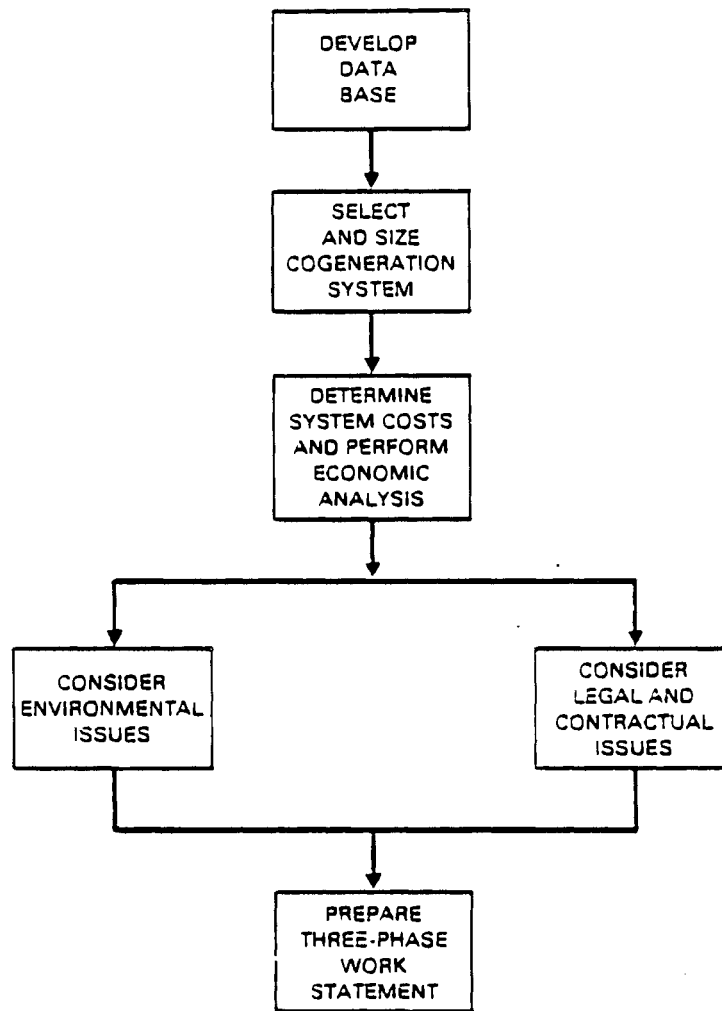 DEVELOP
DATA
BASE
SELECT
AND SIZE
COGENERATION
SYSTEM
DETERMINE
SYSTEM COSTS
AND PERFORM
ECONOMIC
ANALYSIS
CONSIDER
ENVIRONMENTAL
ISSUES
CONSIDER
LEGAL AND
CONTRACTUAL
ISSUES
PREPARE
THREE-PHASE
WORK
STATEMENT